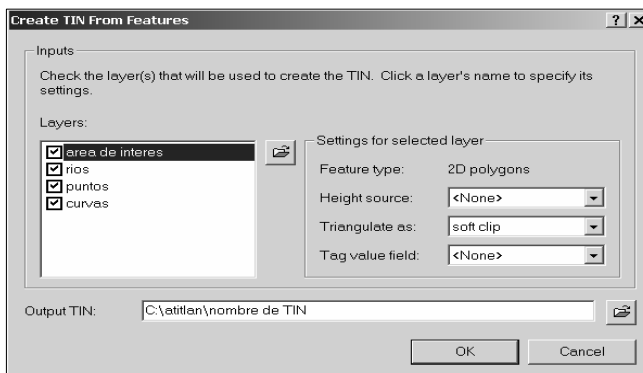 Create TIN From Features
Inputs
Check the layer(s) that will be used to create the TIN. Click a layer's name to specify its
settings.
Layers:
area de interes
rios
puntos
curvas
Settings for selected layer
Feature type: 2D polygons
Height source: <None>
Triangulate as: soft clip
Tag value field: <None>
Output TIN: C:\atitlan\nombre de TIN
OK Cancel